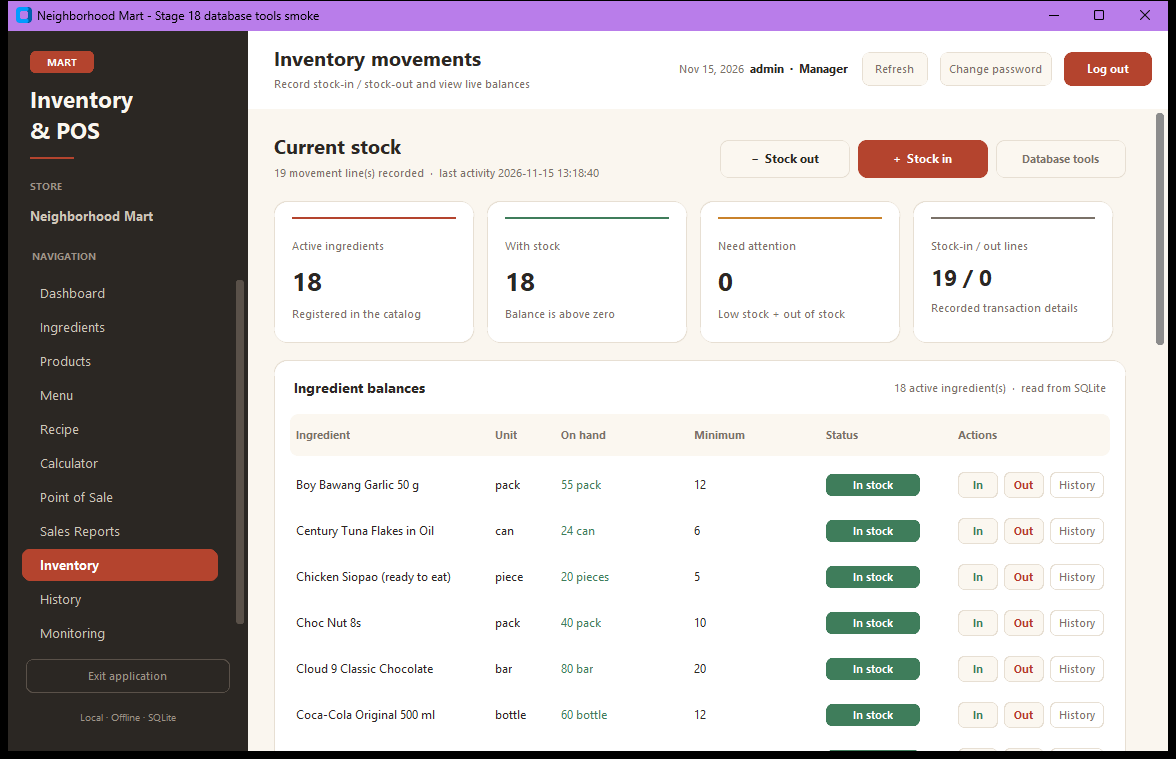 Neighborhood Mart - Stage 18 database tools smoke
MART
Inventory
& POS
STORE
Neighborhood Mart
NAVIGATION
Dashboard
Ingredients
Products
Menu
Recipe
Calculator
Point of Sale
Sales Reports
Inventory
History
Monitoring
Exit application
Local · Offline · SQLite
Inventory movements
Record stock-in / stock-out and view live balances
Nov 15, 2026 admin · Manager
Refresh
Change password
Log out
Current stock
19 movement line(s) recorded · last activity 2026-11-15 13:18:40
− Stock out
+ Stock in
Database tools
Active ingredients
18
Registered in the catalog
With stock
18
Balance is above zero
Need attention
0
Low stock + out of stock
Stock-in / out lines
19 / 0
Recorded transaction details
Ingredient balances
18 active ingredient(s) · read from SQLite
Ingredient Unit On hand Minimum Status Actions
Boy Bawang Garlic 50 g pack 55 pack 12 In stock In Out History
Century Tuna Flakes in Oil can 24 can 6 In stock In Out History
Chicken Siopao (ready to eat) piece 20 pieces 5 In stock In Out History
Choc Nut 8s pack 40 pack 10 In stock In Out History
Cloud 9 Classic Chocolate bar 80 bar 20 In stock In Out History
Coca-Cola Original 500 ml bottle 60 bottle 12 In stock In Out History